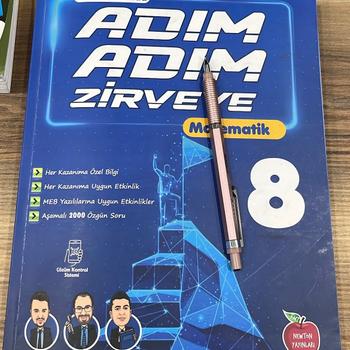 ADIM
ADIM
ZİRVEYE
Matematik
8
Her Kazanıma Özel Bilgi
Her Kazanıma Uygun Etkinlik
MEB Yazılılarına Uygun Etkinlikler
Aşamalı 2000 Özgün Soru
Çözüm Kontrol
Sistemi
NEWTON
YAYINLARI